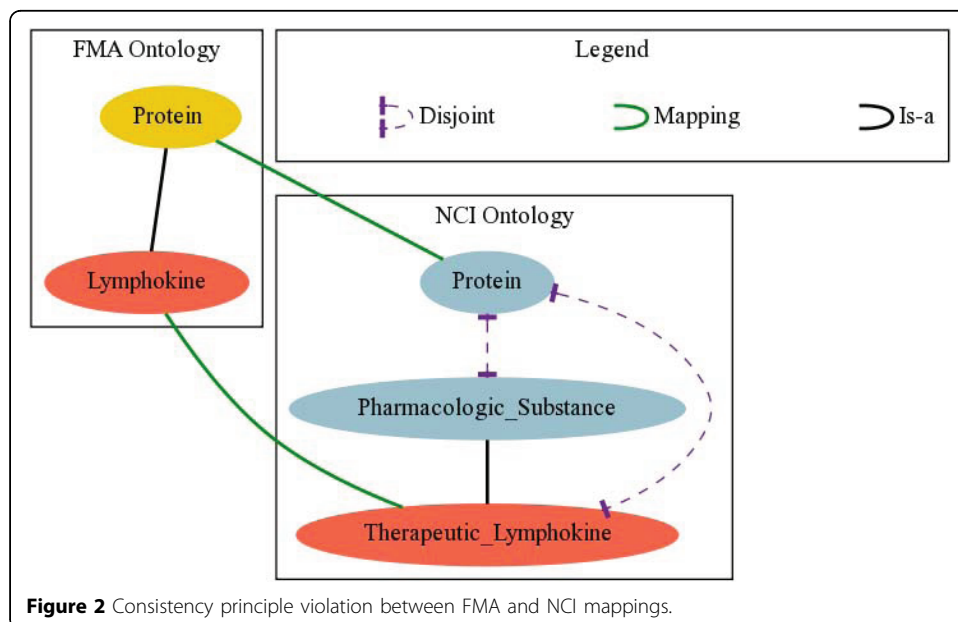 FMA Ontology
Protein
Lymphokine
Legend
Disjoint
Mapping
Is-a
NCI Ontology
Protein
Pharmacologic_Substance
Therapeutic_Lymphokine
Figure 2 Consistency principle violation between FMA and NCI mappings.